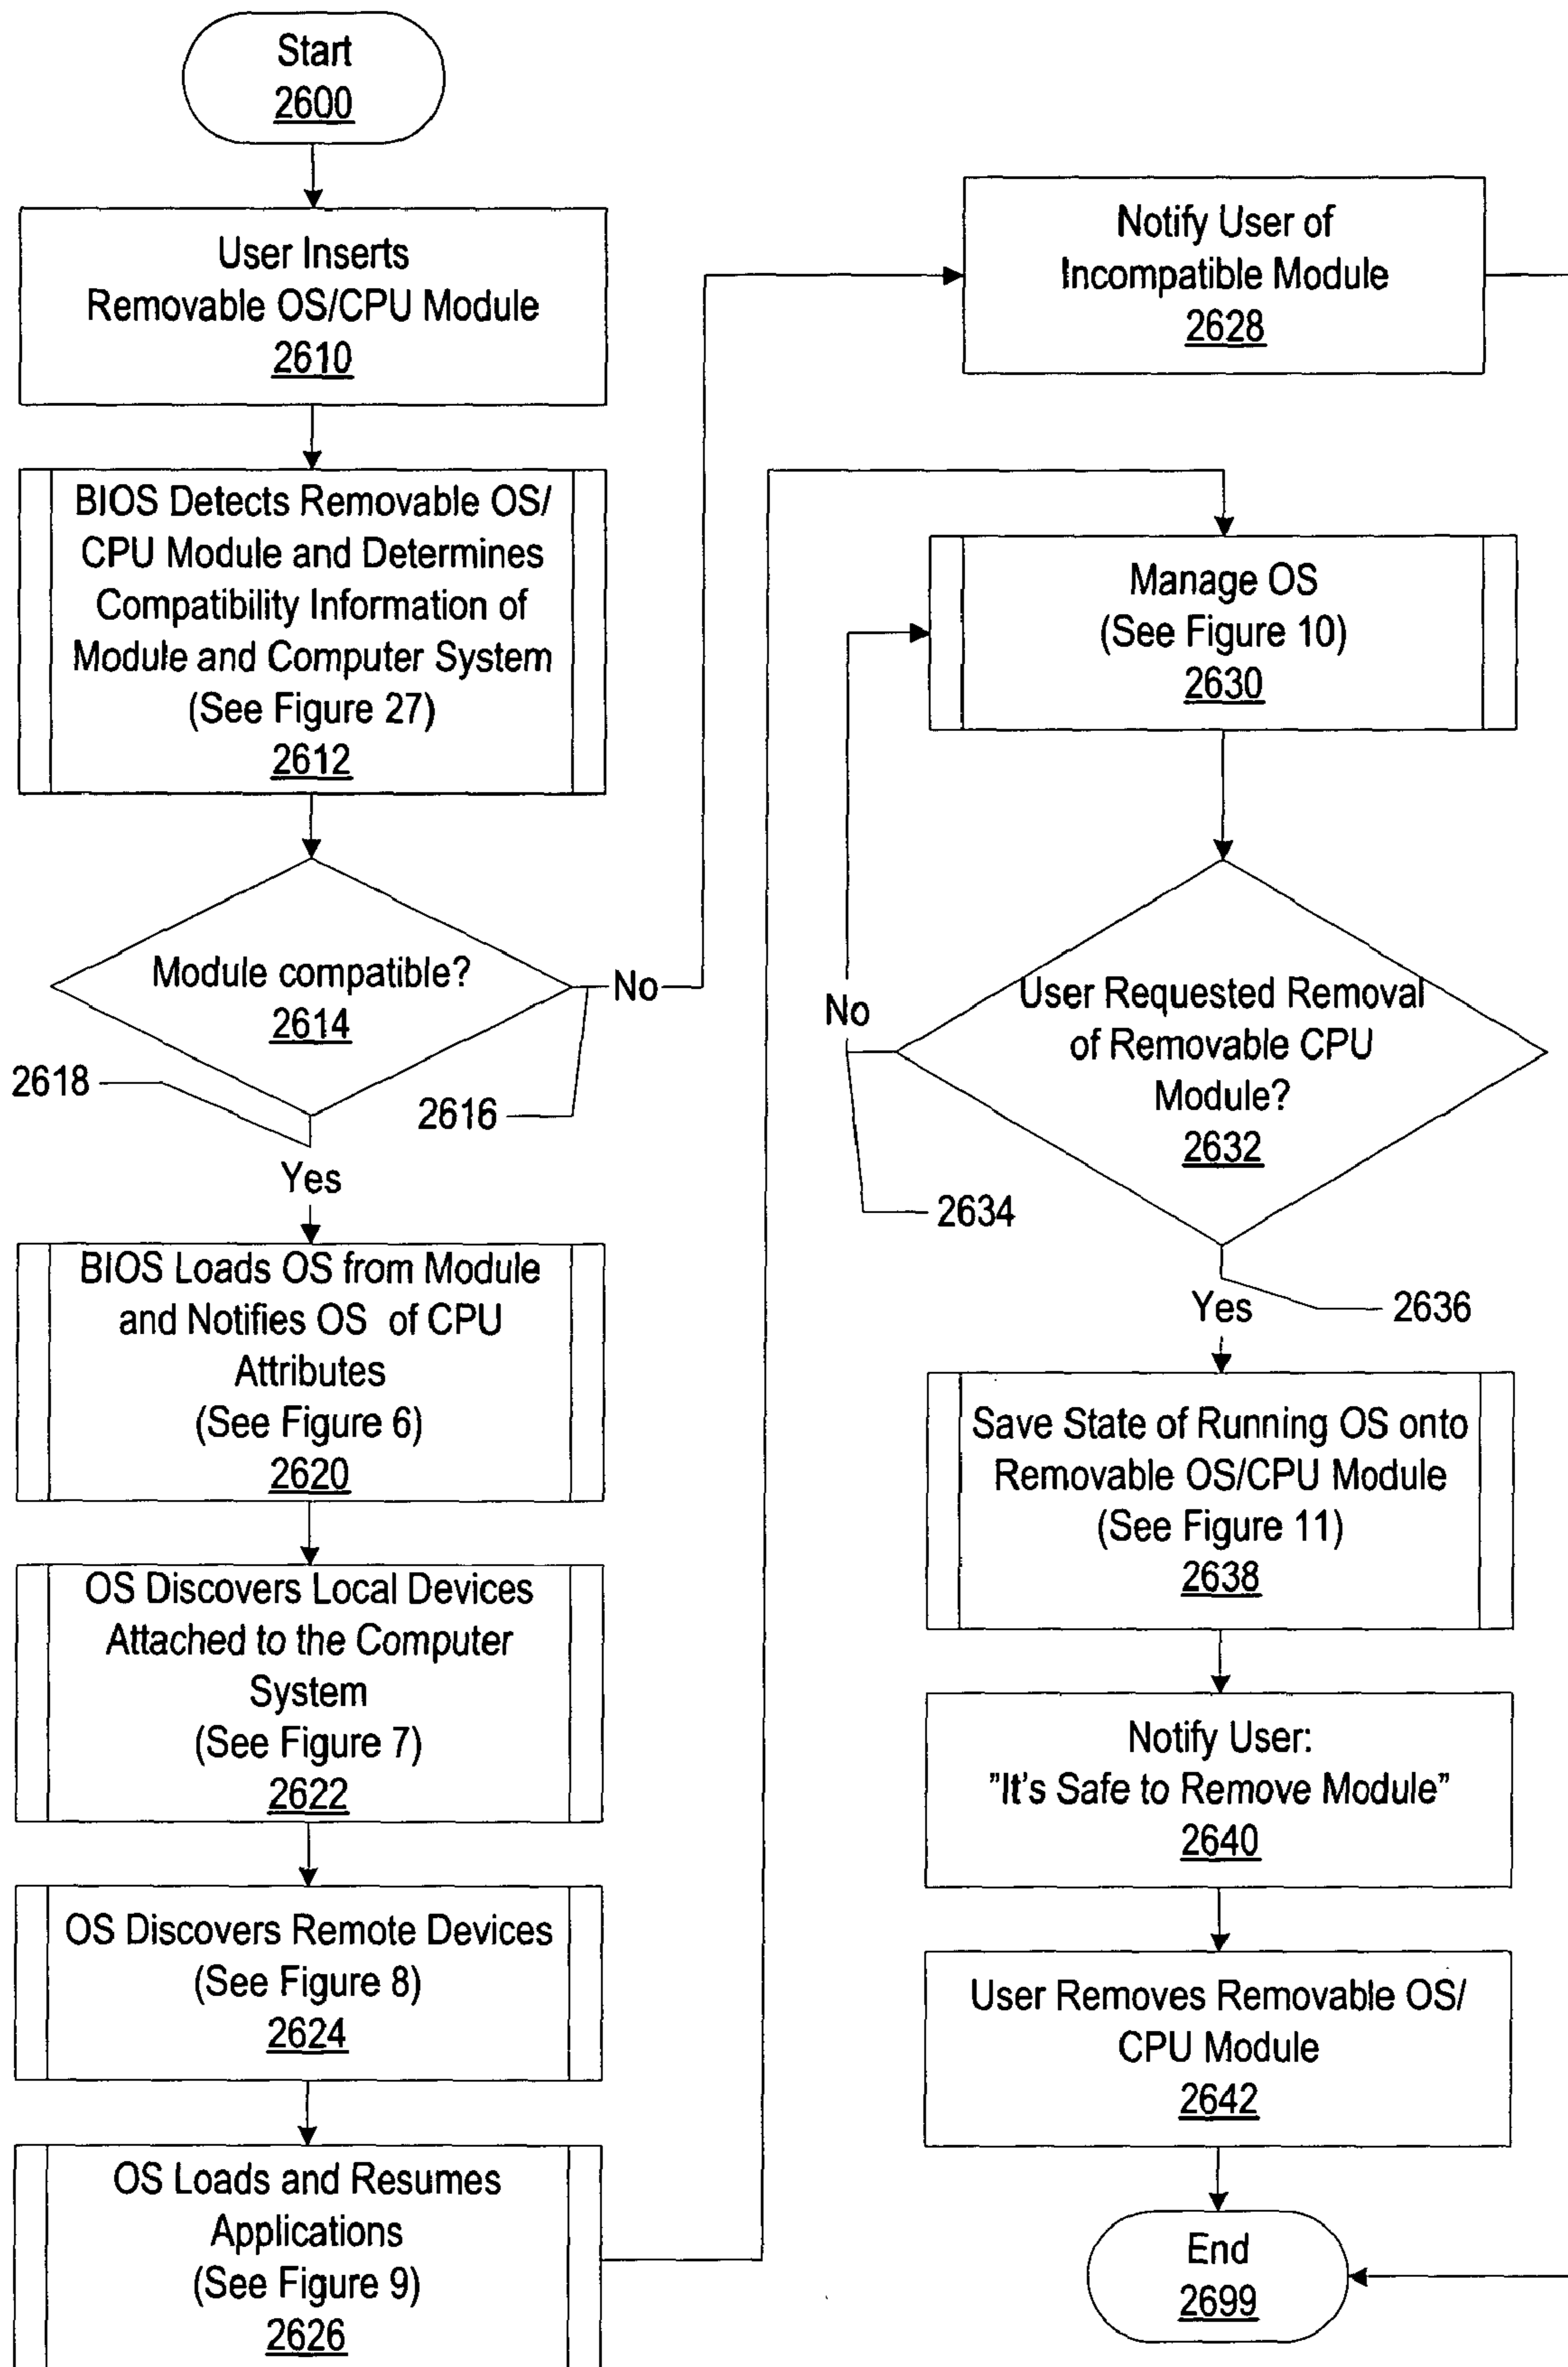 Start
2600
User Inserts
Removable OS/CPU Module
2610
BIOS Detects Removable OS/
CPU Module and Determines
Compatibility Information of
Module and Computer System
(See Figure 27)
2612
Module compatible?
2614
No
2616
2618
Yes
BIOS Loads OS from Module
and Notifies OS of CPU
Attributes
(See Figure 6)
2620
OS Discovers Local Devices
Attached to the Computer
System
(See Figure 7)
2622
OS Discovers Remote Devices
(See Figure 8)
2624
OS Loads and Resumes
Applications
(See Figure 9)
2626
Notify User of
Incompatible Module
2628
Manage OS
(See Figure 10)
2630
User Requested Removal
of Removable CPU
Module?
2632
No
2634
Yes
2636
Save State of Running OS onto
Removable OS/CPU Module
(See Figure 11)
2638
Notify User:
"It's Safe to Remove Module"
2640
User Removes Removable OS/
CPU Module
2642
End
2699